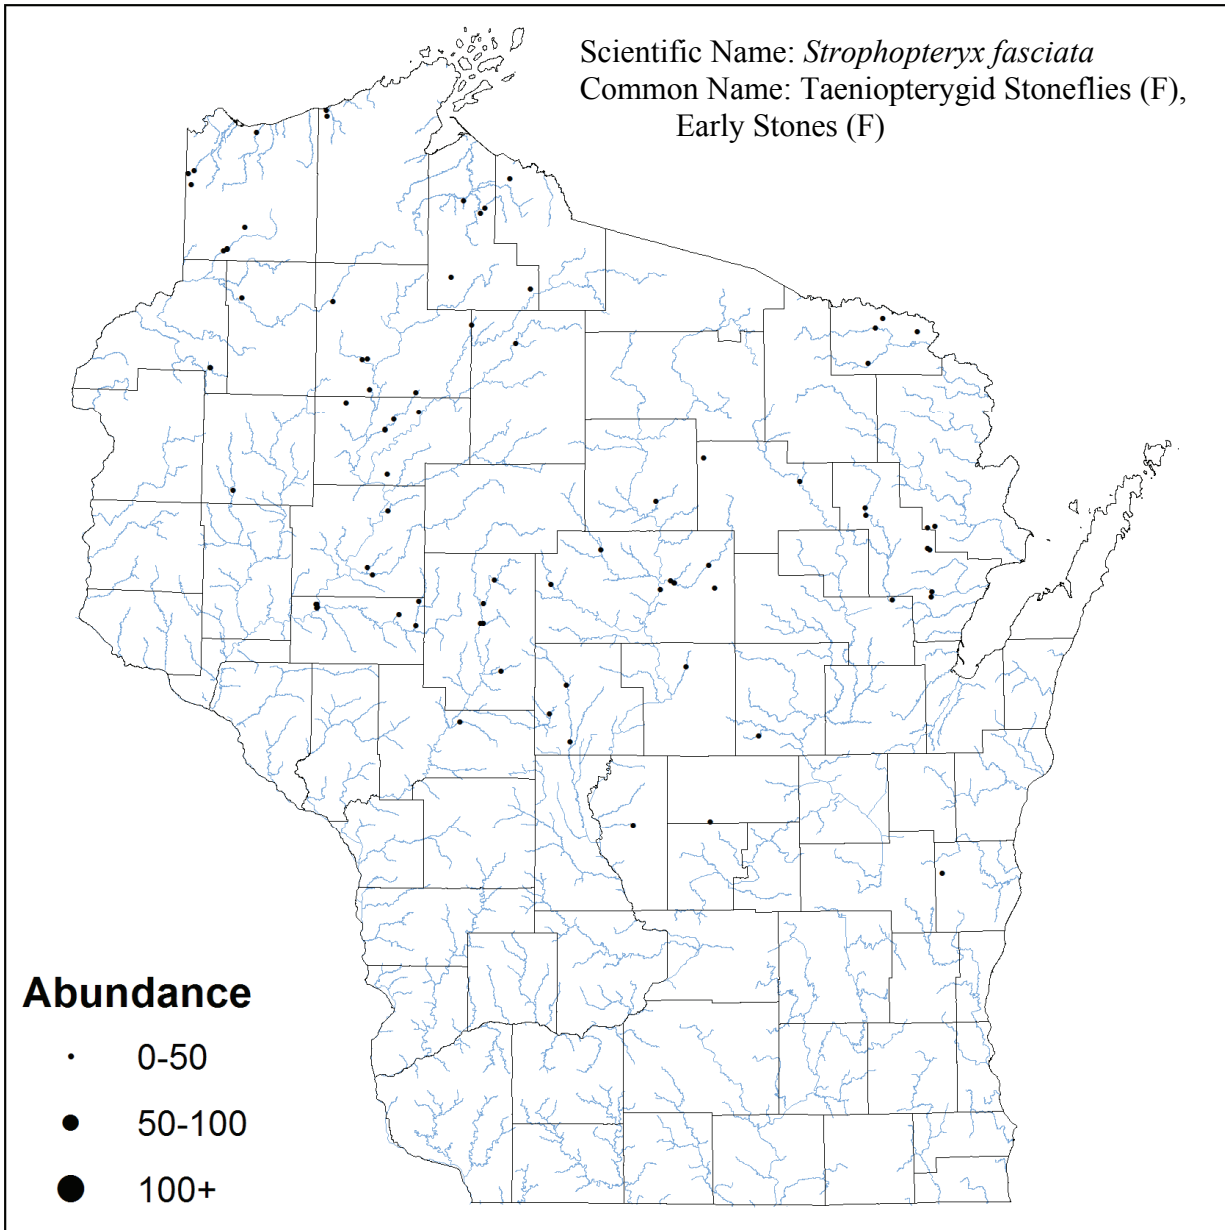 Scientific Name: Strophopteryx fasciata
Common Name: Taeniopterygid Stoneflies (F),
Early Stones (F)
Abundance
0-50
50-100
100+